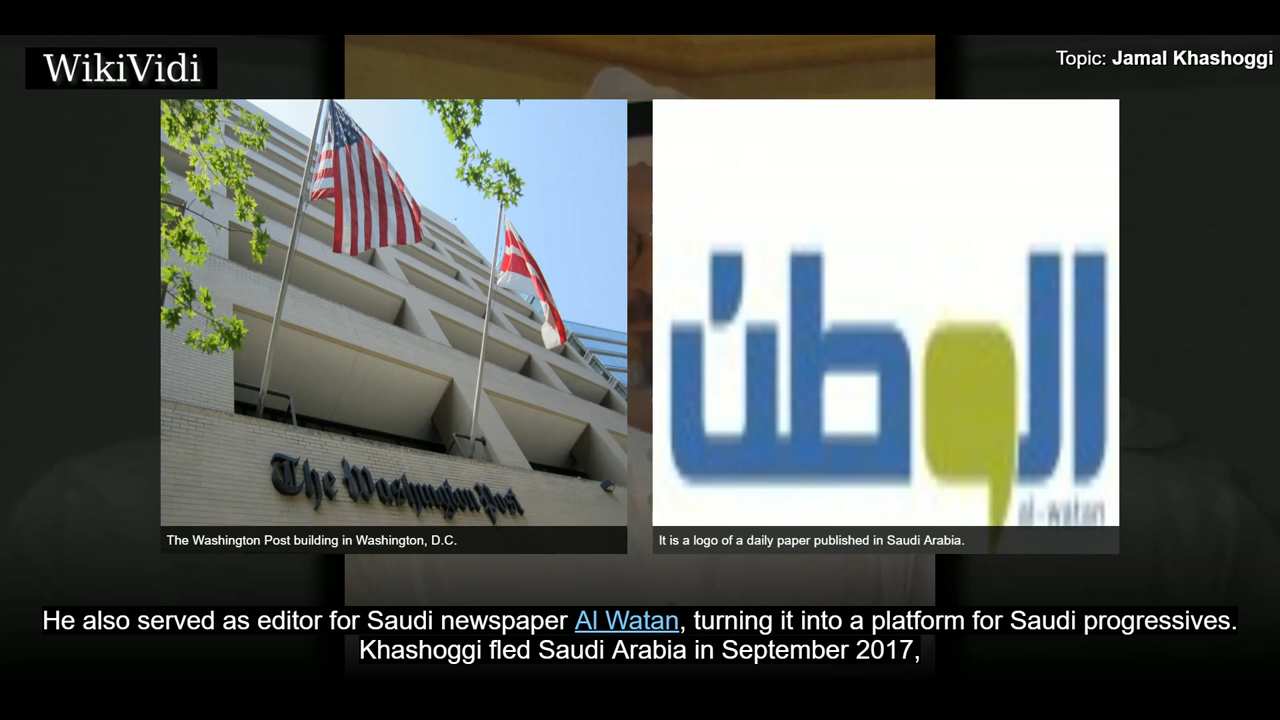 WikiVidi
Topic: Jamal Khashoggi
The Washington Post
الوطن
al-watan
The Washington Post building in Washington, D.C.
It is a logo of a daily paper published in Saudi Arabia.
He also served as editor for Saudi newspaper Al Watan, turning it into a platform for Saudi progressives.
Khashoggi fled Saudi Arabia in September 2017,